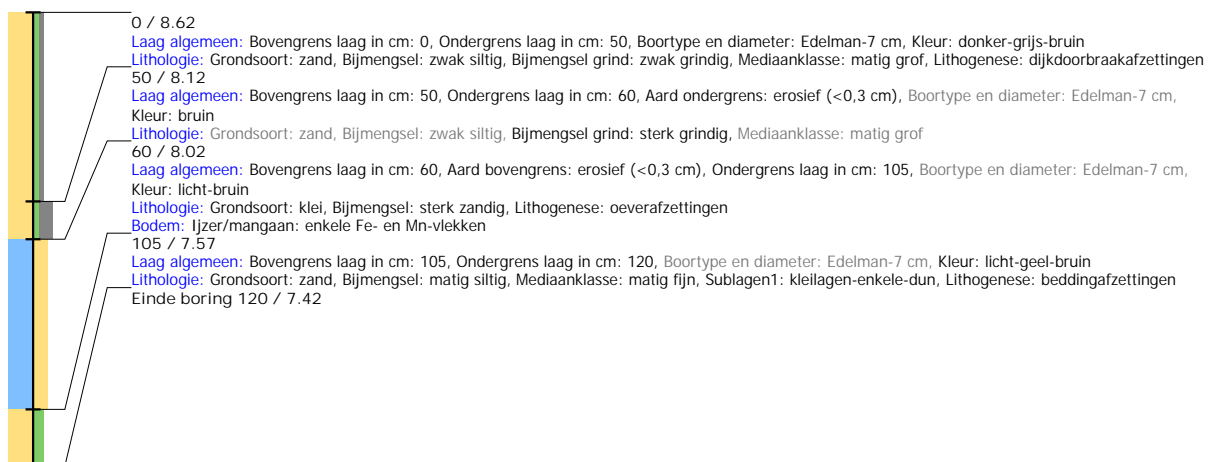 0 / 8.62
Laag algemeen: Bovengrens laag in cm: 0, Ondergrens laag in cm: 50, Boortype en diameter: Edelman-7 cm, Kleur: donker-grijs-bruin
Lithologie: Grondsoort: zand, Bijmengsel: zwak siltig, Bijmengsel grind: zwak grindig, Mediaanklasse: matig grof, Lithogenese: dijkdoorbraakafzettingen
50 / 8.12
Laag algemeen: Bovengrens laag in cm: 50, Ondergrens laag in cm: 60, Aard ondergrens: erosief (<0,3 cm), Boortype en diameter: Edelman-7 cm,
Kleur: bruin
Lithologie: Grondsoort: zand, Bijmengsel: zwak siltig, Bijmengsel grind: sterk grindig, Mediaanklasse: matig grof
60 / 8.02
Laag algemeen: Bovengrens laag in cm: 60, Aard bovengrens: erosief (<0,3 cm), Ondergrens laag in cm: 105, Boortype en diameter: Edelman-7 cm,
Kleur: licht-bruin
Lithologie: Grondsoort: klei, Bijmengsel: sterk zandig, Lithogenese: oeverafzettingen
Bodem: Ijzer/mangaan: enkele Fe- en Mn-vlekken
105 / 7.57
Laag algemeen: Bovengrens laag in cm: 105, Ondergrens laag in cm: 120, Boortype en diameter: Edelman-7 cm, Kleur: licht-geel-bruin
Lithologie: Grondsoort: zand, Bijmengsel: matig siltig, Mediaanklasse: matig fijn, Sublagen1: kleilagen-enkele-dun, Lithogenese: beddingafzettingen
Einde boring 120 / 7.42